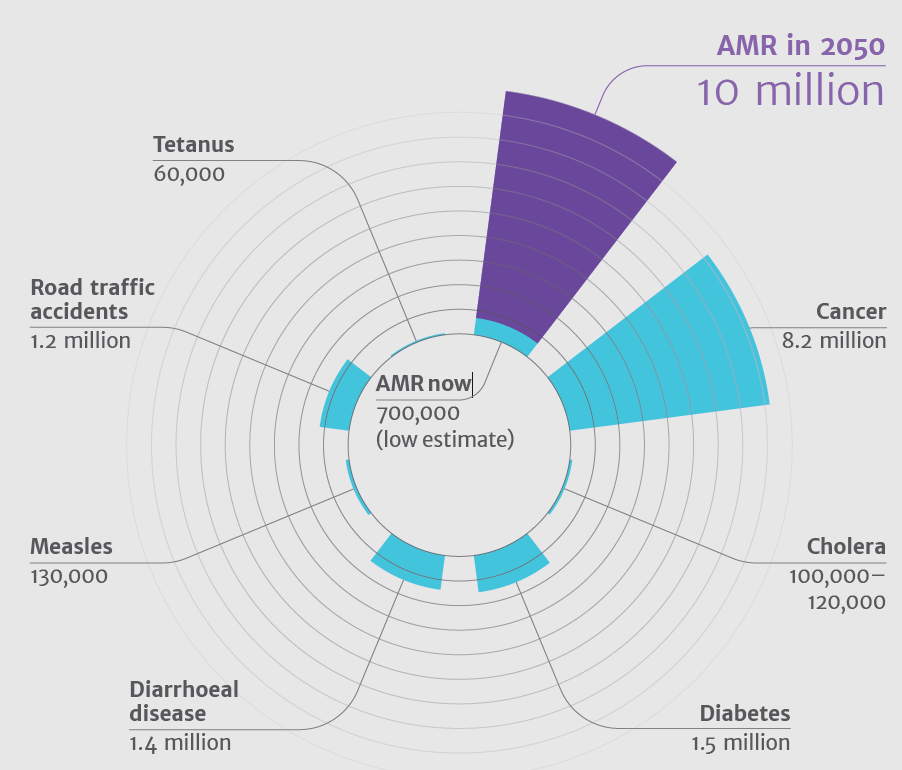 AMR in 2050
10 million
Tetanus
60,000
Road traffic
accidents
1.2 million
Cancer
8.2 million
AMR now
700,000
(low estimate)
Measles
130,000
Cholera
100,000–
120,000
Diarrhoeal
disease
1.4 million
Diabetes
1.5 million